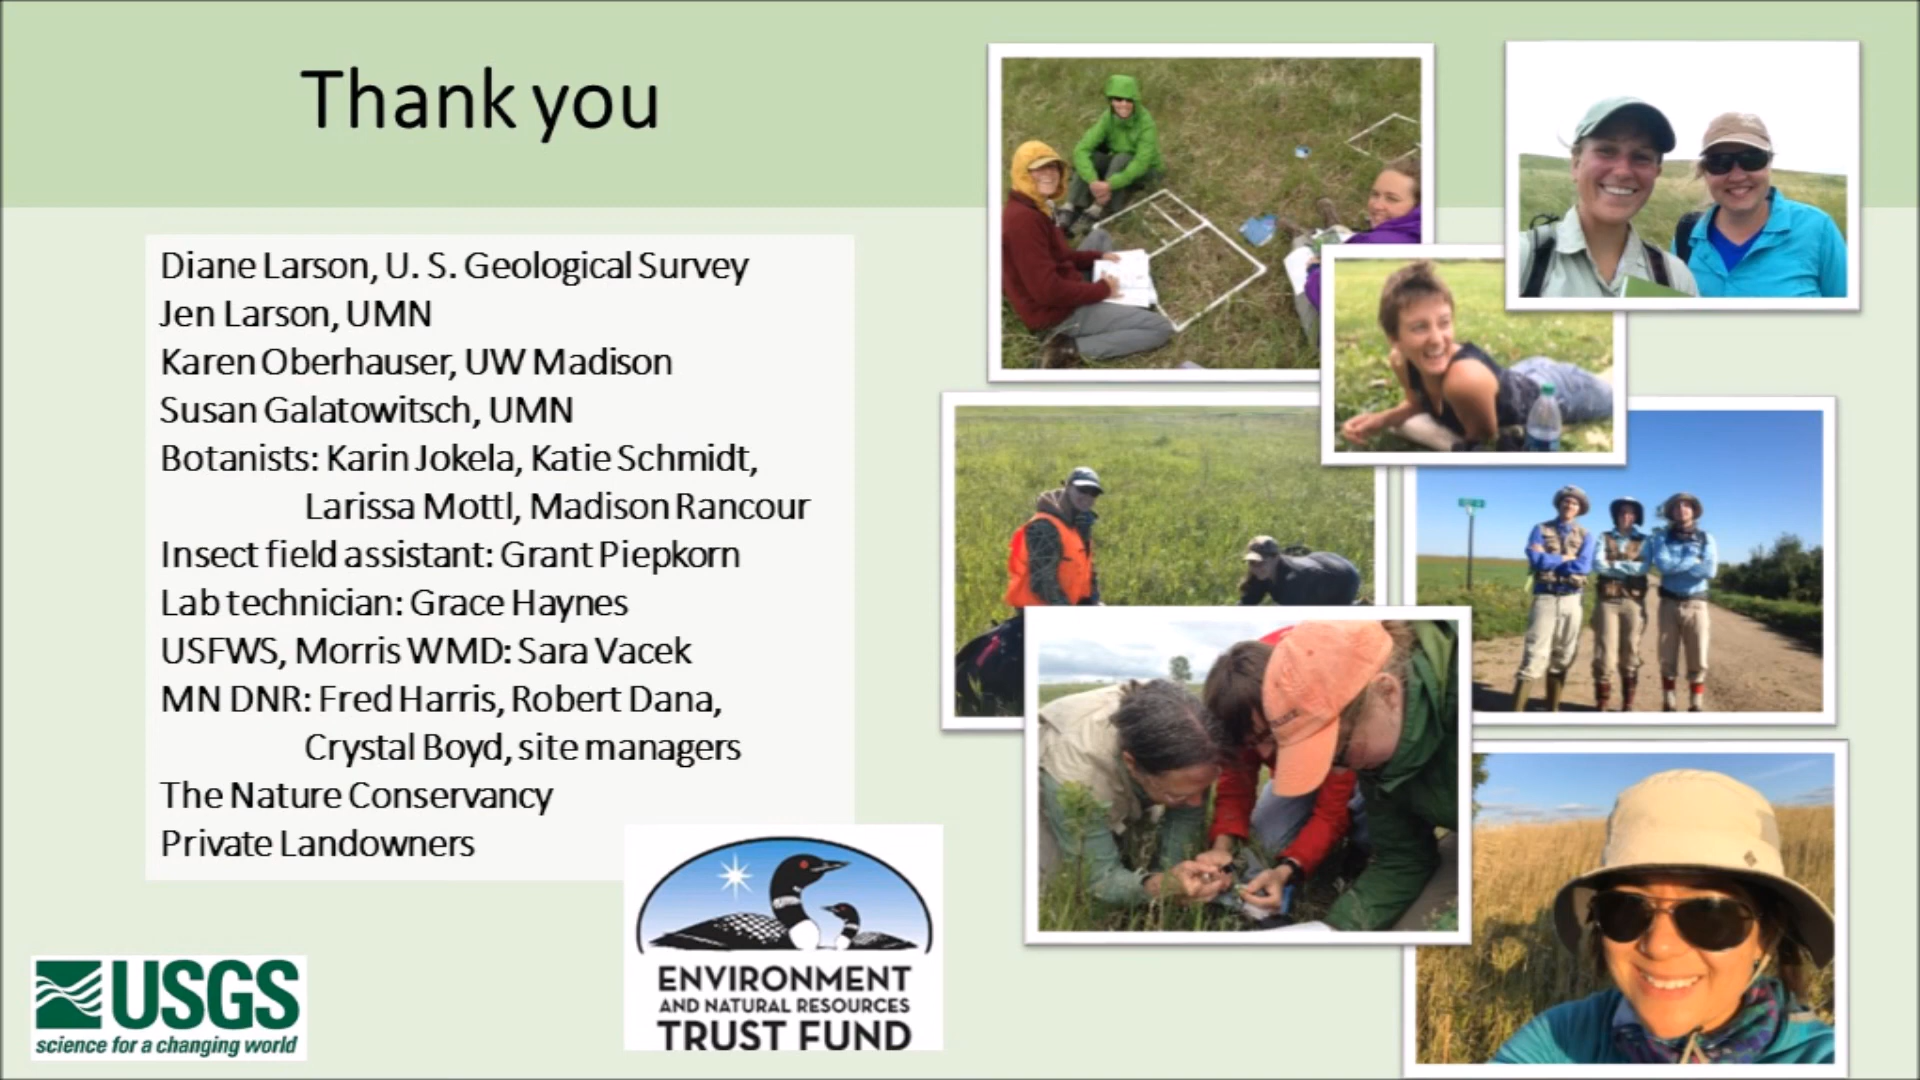 Thank you
Diane Larson, U. S. Geological Survey
Jen Larson, UMN
Karen Oberhauser, UW Madison
Susan Galatowitsch, UMN
Botanists: Karin Jokela, Katie Schmidt,
Larissa Mottl, Madison Rancour
Insect field assistant: Grant Piepkorn
Lab technician: Grace Haynes
USFWS, Morris WMD: Sara Vacek
MN DNR: Fred Harris, Robert Dana,
Crystal Boyd, site managers
The Nature Conservancy
Private Landowners
USGS
science for a changing world
ENVIRONMENT
AND NATURAL RESOURCES
TRUST FUND